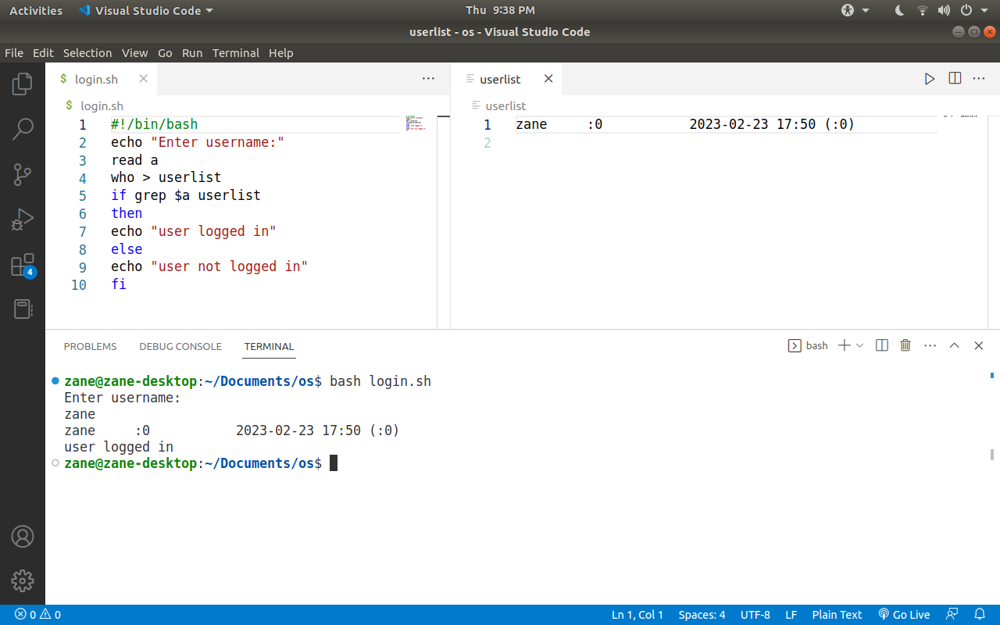 Activities
Visual Studio Code
Thu 9:38 PM
userlist - os - Visual Studio Code
File Edit Selection View Go Run Terminal Help
$ login.sh
$ login.sh
1 #!/bin/bash
2 echo "Enter username:"
3 read a
4 who > userlist
5 if grep $a userlist
6 then
7 echo "user logged in"
8 else
9 echo "user not logged in"
10 fi
userlist
userlist
1 zane     :0           2023-02-23 17:50 (:0)
2
4
PROBLEMS DEBUG CONSOLE TERMINAL
bash
zane@zane-desktop:~/Documents/os$ bash login.sh
Enter username:
zane
zane     :0           2023-02-23 17:50 (:0)
user logged in
zane@zane-desktop:~/Documents/os$
0 0
Ln 1, Col 1 Spaces: 4 UTF-8 LF Plain Text Go Live